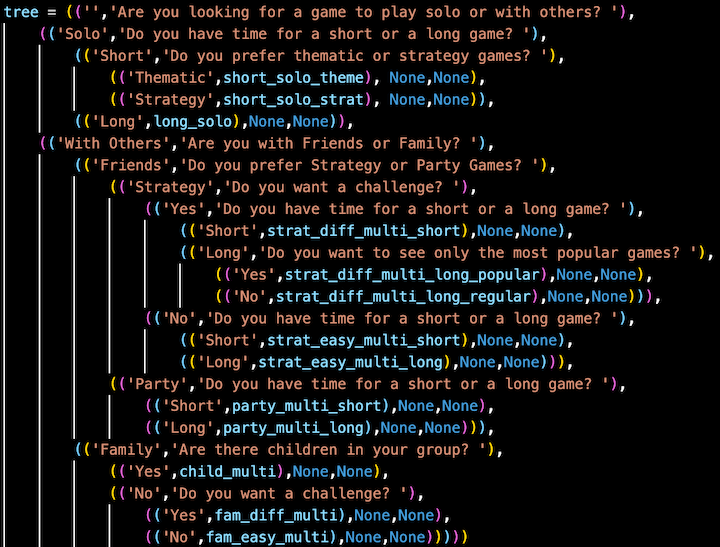 tree = (('','Are you looking for a game to play solo or with others? '),
    (('Solo','Do you have time for a short or a long game? '),
        (('Short','Do you prefer thematic or strategy games? '),
            (('Thematic',short_solo_theme), None,None),
            (('Strategy',short_solo_strat), None,None)),
        (('Long',long_solo),None,None)),
    (('With Others','Are you with Friends or Family? '),
        (('Friends','Do you prefer Strategy or Party Games? '),
            (('Strategy','Do you want a challenge? '),
                (('Yes','Do you have time for a short or a long game? '),
                    (('Short',strat_diff_multi_short),None,None),
                    (('Long','Do you want to see only the most popular games? '),
                        (('Yes',strat_diff_multi_long_popular),None,None),
                        (('No',strat_diff_multi_long_regular),None,None))),
                (('No','Do you have time for a short or a long game? '),
                    (('Short',strat_easy_multi_short),None,None),
                    (('Long',strat_easy_multi_long),None,None))),
            (('Party','Do you have time for a short or a long game? '),
                (('Short',party_multi_short),None,None),
                (('Long',party_multi_long),None,None))),
        (('Family','Are there children in your group? '),
            (('Yes',child_multi),None,None),
            (('No','Do you want a challenge? '),
                (('Yes',fam_diff_multi),None,None),
                (('No',fam_easy_multi),None,None)))))